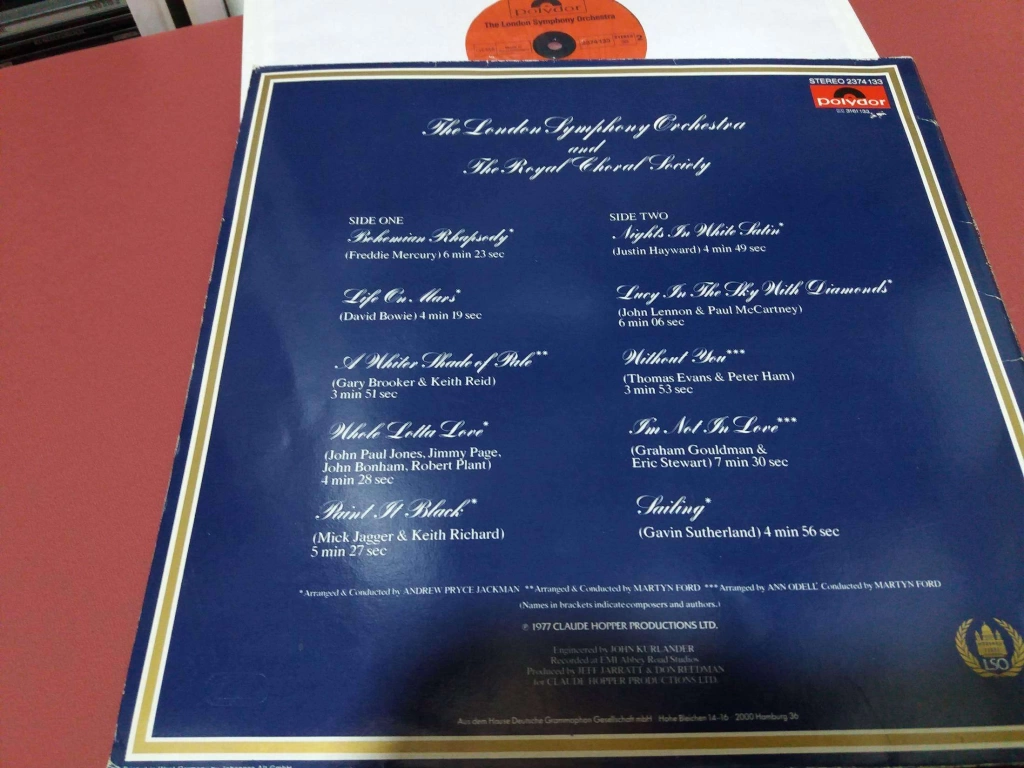 polydor
The London Symphony Orchestra
2374 133
2
STEREO 2374 133
polydor
The London Symphony Orchestra
and
The Royal Choral Society
SIDE ONE
Bohemian Rhapsody*
(Freddie Mercury) 6 min 23 sec
Life On Mars*
(David Bowie) 4 min 19 sec
A Whiter Shade of Pale**
(Gary Brooker & Keith Reid)
3 min 51 sec
Whole Lotta Love*
(John Paul Jones, Jimmy Page,
John Bonham, Robert Plant)
4 min 28 sec
Paint It Black*
(Mick Jagger & Keith Richard)
5 min 27 sec
SIDE TWO
Nights In White Satin*
(Justin Hayward) 4 min 49 sec
Lucy In The Sky With Diamonds*
(John Lennon & Paul McCartney)
6 min 06 sec
Without You***
(Thomas Evans & Peter Ham)
3 min 53 sec
I'm Not In Love***
(Graham Gouldman &
Eric Stewart) 7 min 30 sec
Sailing*
(Gavin Sutherland) 4 min 56 sec
*Arranged & Conducted by ANDREW PRYCE JACKMAN **Arranged & Conducted by MARTYN FORD ***Arranged by ANN ODELL Conducted by MARTYN FORD
(Names in brackets indicate composers and authors.)
℗ 1977 CLAUDE HOPPER PRODUCTIONS LTD.
Engineered by JOHN KURLANDER
Recorded at EMI Abbey Road Studios
Produced by JEFF JARRATT & DON REEDMAN
for CLAUDE HOPPER PRODUCTIONS LTD.
LSO
Aus dem Hause Deutsche Grammophon Gesellschaft mbH Hohe Bleichen 14-16 2000 Hamburg 36